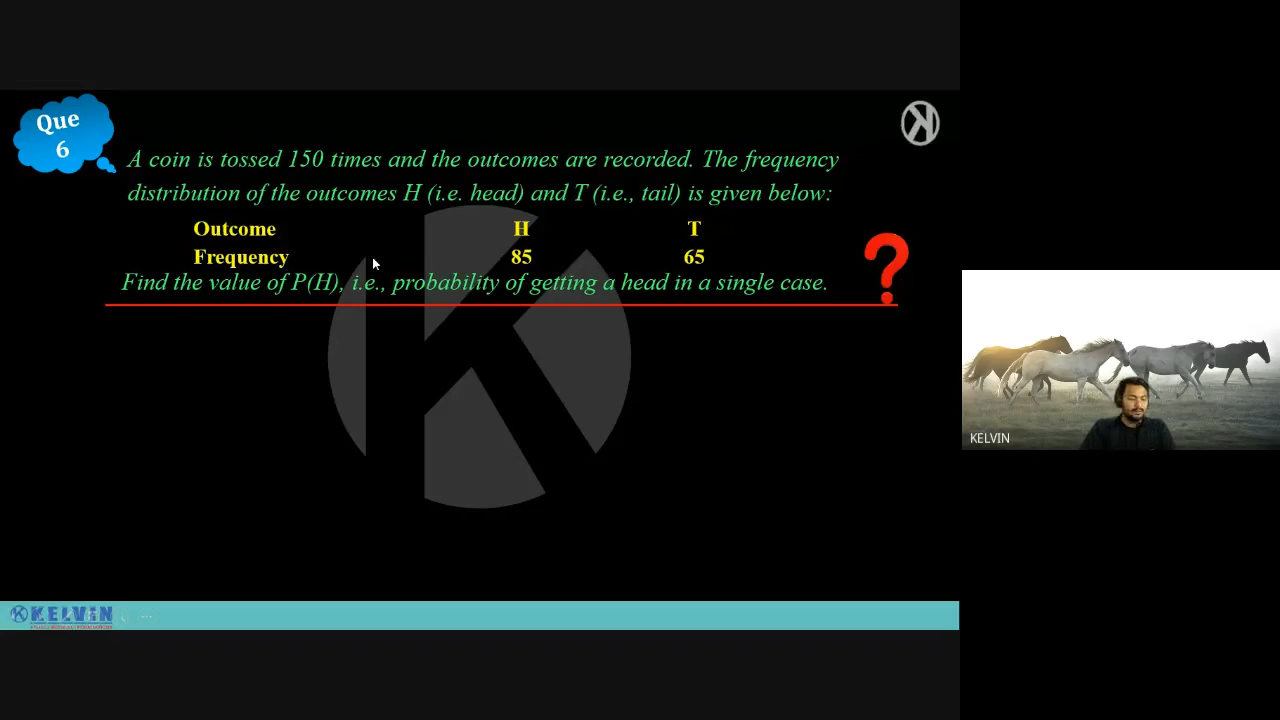 Que
6
A coin is tossed 150 times and the outcomes are recorded. The frequency
distribution of the outcomes H (i.e. head) and T (i.e., tail) is given below:
Outcome H T
Frequency 85 65
Find the value of P(H), i.e., probability of getting a head in a single case.
?
KELVIN
KELVIN